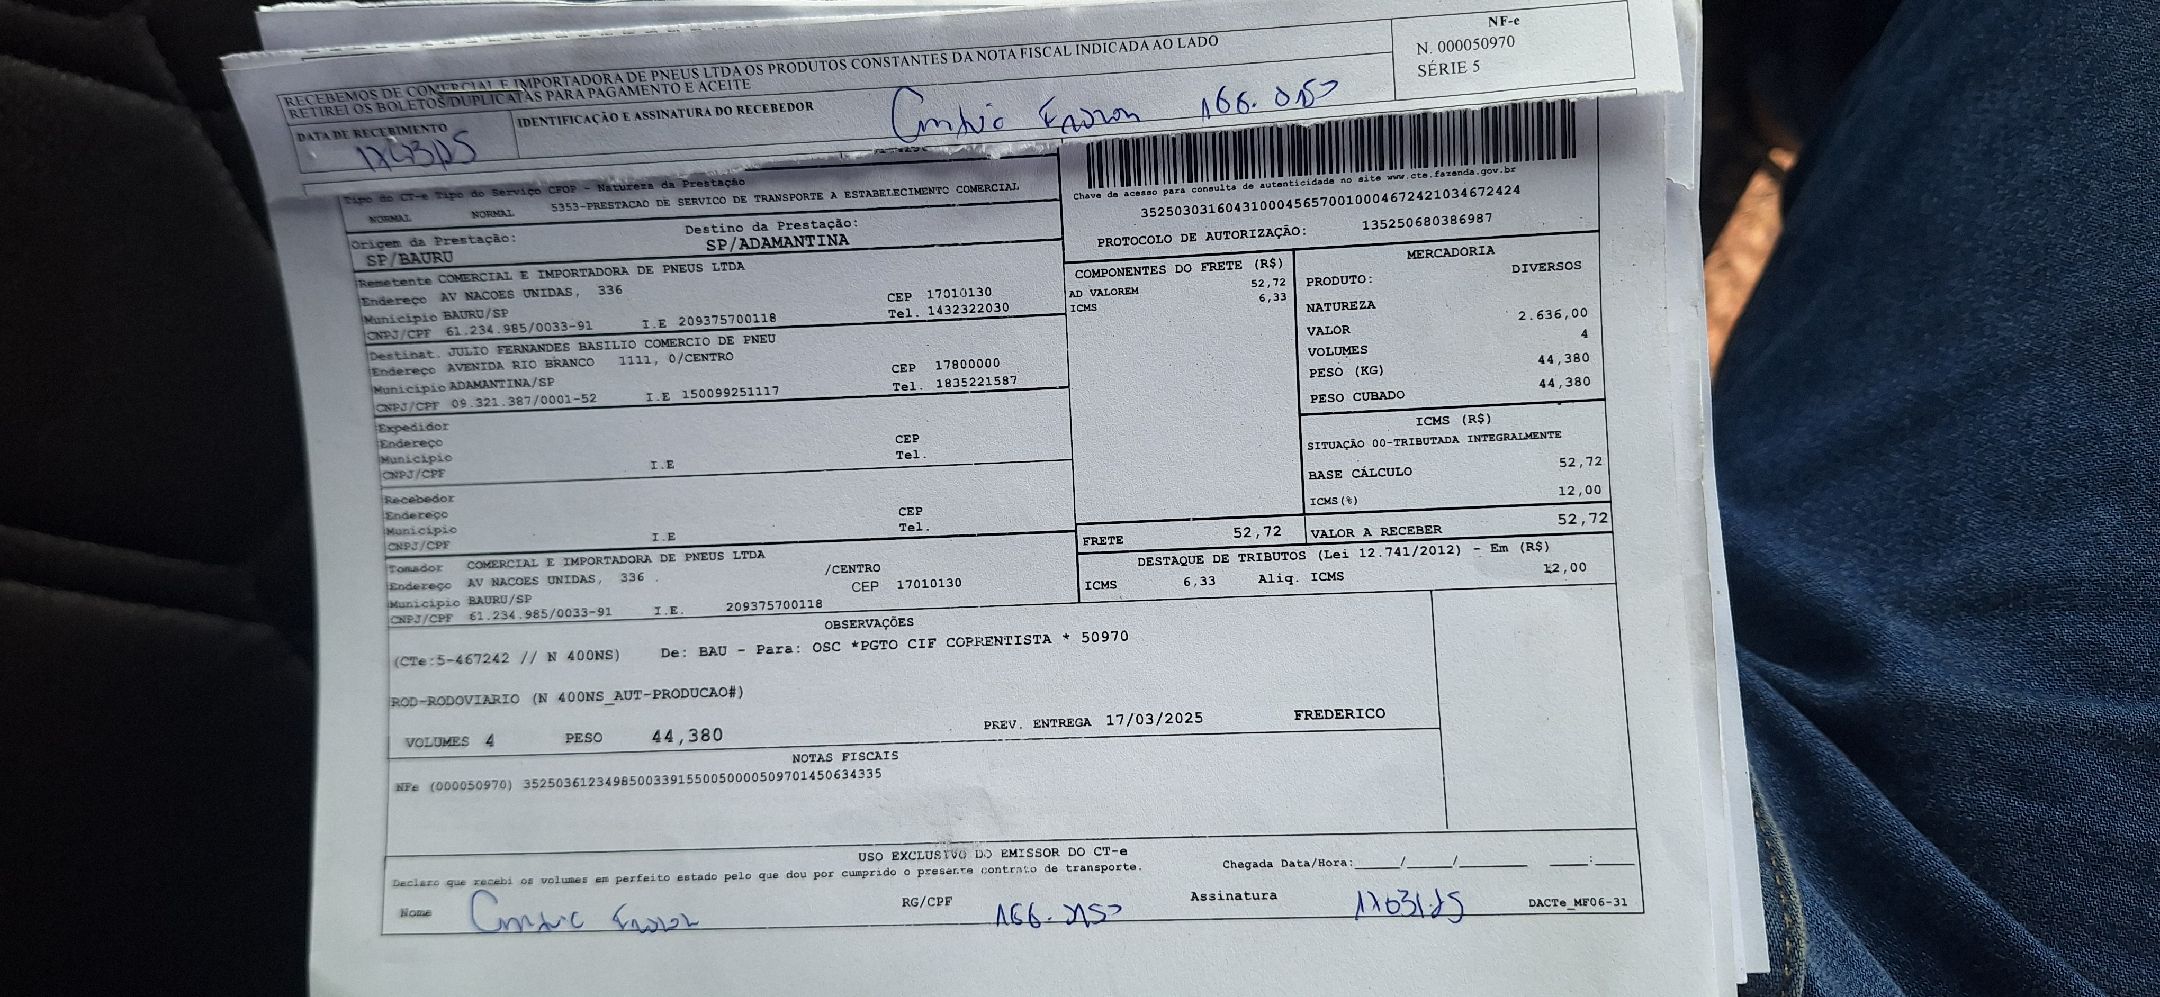 RECEBEMOS DE COMERCIAL E IMPORTADORA DE PNEUS LTDA OS PRODUTOS CONSTANTES DA NOTA FISCAL INDICADA AO LADO
RETIREI OS BOLETOS/DUPLICATAS PARA PAGAMENTO E ACEITE
NF-e
N. 000050970
SÉRIE 5
DATA DE RECEBIMENTO
IDENTIFICAÇÃO E ASSINATURA DO RECEBEDOR
Tipo do CT-e Tipo do Serviço CFOP - Natureza da Prestação
NORMAL NORMAL 5353-PRESTACAO DE SERVICO DE TRANSPORTE A ESTABELECIMENTO COMERCIAL
Origem da Prestação: Destino da Prestação:
SP/BAURU SP/ADAMANTINA
Chave de acesso para consulta de autenticidade no site www.cte.fazenda.gov.br
35250303160431000456570010004672421034672424
PROTOCOLO DE AUTORIZAÇÃO: 135250680386987
Remetente COMERCIAL E IMPORTADORA DE PNEUS LTDA
Endereço AV NACOES UNIDAS, 336 CEP 17010130
Município BAURU/SP Tel. 1432322030
CNPJ/CPF 61.234.985/0033-91 I.E 209375700118
Destinat. JULIO FERNANDES BASILIO COMERCIO DE PNEU
Endereço AVENIDA RIO BRANCO 1111, 0/CENTRO CEP 17800000
Município ADAMANTINA/SP Tel. 1835221587
CNPJ/CPF 09.321.387/0001-52 I.E 150099251117
Expedidor
Endereço CEP
Município Tel.
CNPJ/CPF I.E
Recebedor
Endereço CEP
Município Tel.
CNPJ/CPF I.E
Tomador COMERCIAL E IMPORTADORA DE PNEUS LTDA
Endereço AV NACOES UNIDAS, 336 . /CENTRO
Município BAURU/SP CEP 17010130
CNPJ/CPF 61.234.985/0033-91 I.E. 209375700118
COMPONENTES DO FRETE (R$)
AD VALOREM 52,72
ICMS 6,33
MERCADORIA
PRODUTO: DIVERSOS
NATUREZA
VALOR 2.636,00
VOLUMES 4
PESO (KG) 44,380
PESO CUBADO 44,380
ICMS (R$)
SITUAÇÃO 00-TRIBUTADA INTEGRALMENTE
BASE CÁLCULO 52,72
ICMS(%) 12,00
FRETE 52,72 VALOR A RECEBER 52,72
DESTAQUE DE TRIBUTOS (Lei 12.741/2012) - Em (R$)
ICMS 6,33 Aliq. ICMS 12,00
OBSERVAÇÕES
(CTe:5-467242 // N 400NS) De: BAU - Para: OSC *PGTO CIF CORRENTISTA * 50970
ROD-RODOVIARIO (N 400NS_AUT-PRODUCAO#)
VOLUMES 4 PESO 44,380 PREV. ENTREGA 17/03/2025 FREDERICO
NOTAS FISCAIS
NFe (000050970) 35250361234985003391550050000509701450634335
USO EXCLUSIVO DO EMISSOR DO CT-e
Declaro que recebi os volumes em perfeito estado pelo que dou por cumprido o presente contrato de transporte.
Chegada Data/Hora:____/____/______ ___:___
Nome RG/CPF Assinatura DACTe_MF06-31